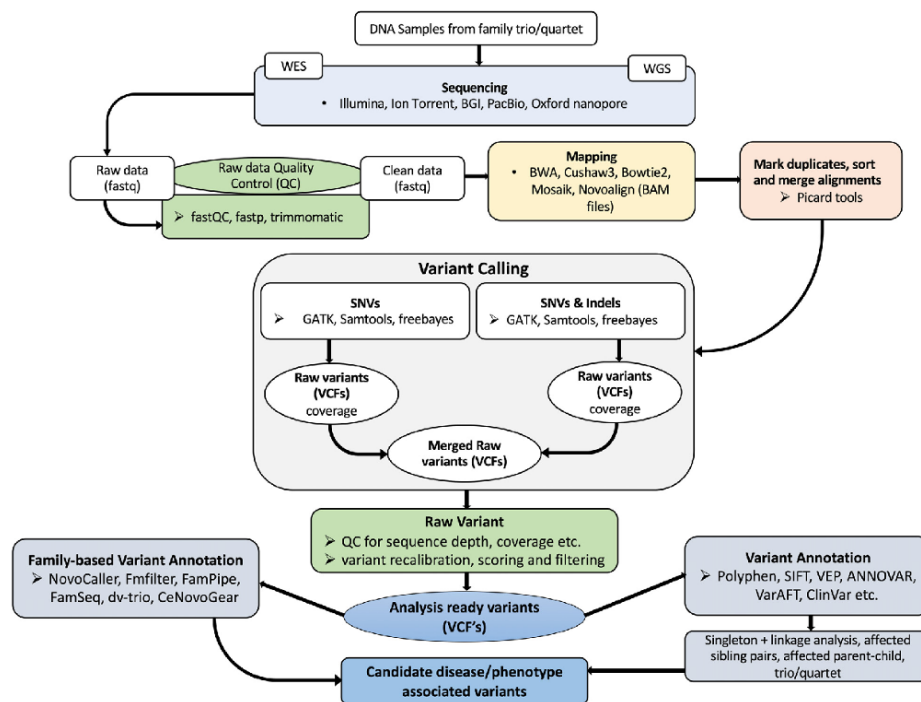 DNA Samples from family trio/quartet
WES
WGS
Sequencing
• Illumina, Ion Torrent, BGI, PacBio, Oxford nanopore
Raw data
(fastq)
Raw data Quality
Control (QC)
Clean data
(fastq)
➢ fastQC, fastp, trimmomatic
Mapping
• BWA, Cushaw3, Bowtie2,
Mosaik, Novoalign (BAM
files)
Mark duplicates, sort
and merge alignments
➢ Picard tools
Variant Calling
SNVs
➢ GATK, Samtools, freebayes
SNVs & Indels
➢ GATK, Samtools, freebayes
Raw variants
(VCFs)
coverage
Raw variants
(VCFs)
coverage
Merged Raw
variants (VCFs)
Raw Variant
➢ QC for sequence depth, coverage etc.
➢ variant recalibration, scoring and filtering
Family-based Variant Annotation
➢ NovoCaller, Fmfilter, FamPipe,
FamSeq, dv-trio, CeNovoGear
Variant Annotation
➢ Polyphen, SIFT, VEP, ANNOVAR,
VarAFT, ClinVar etc.
Analysis ready variants
(VCF's)
Singleton + linkage analysis, affected
sibling pairs, affected parent-child,
trio/quartet
Candidate disease/phenotype
associated variants